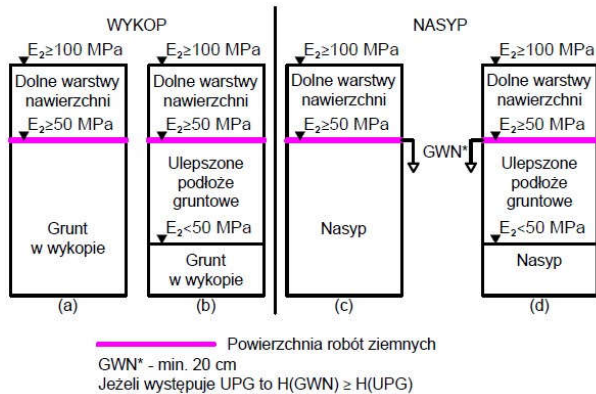 WYKOP
NASYP
E₂≥100 MPa
Dolne warstwy
nawierzchni
E₂≥50 MPa
Grunt
w wykopie
(a)
E₂≥100 MPa
Dolne warstwy
nawierzchni
E₂≥50 MPa
Ulepszone
podłoże
gruntowe
E₂<50 MPa
Grunt
w wykopie
(b)
E₂≥100 MPa
Dolne warstwy
nawierzchni
E₂≥50 MPa
Nasyp
(c)
GWN*
E₂≥100 MPa
Dolne warstwy
nawierzchni
E₂≥50 MPa
Ulepszone
podłoże
gruntowe
E₂<50 MPa
Nasyp
(d)
Powierzchnia robót ziemnych
GWN* - min. 20 cm
Jeżeli występuje UPG to H(GWN) ≥ H(UPG)